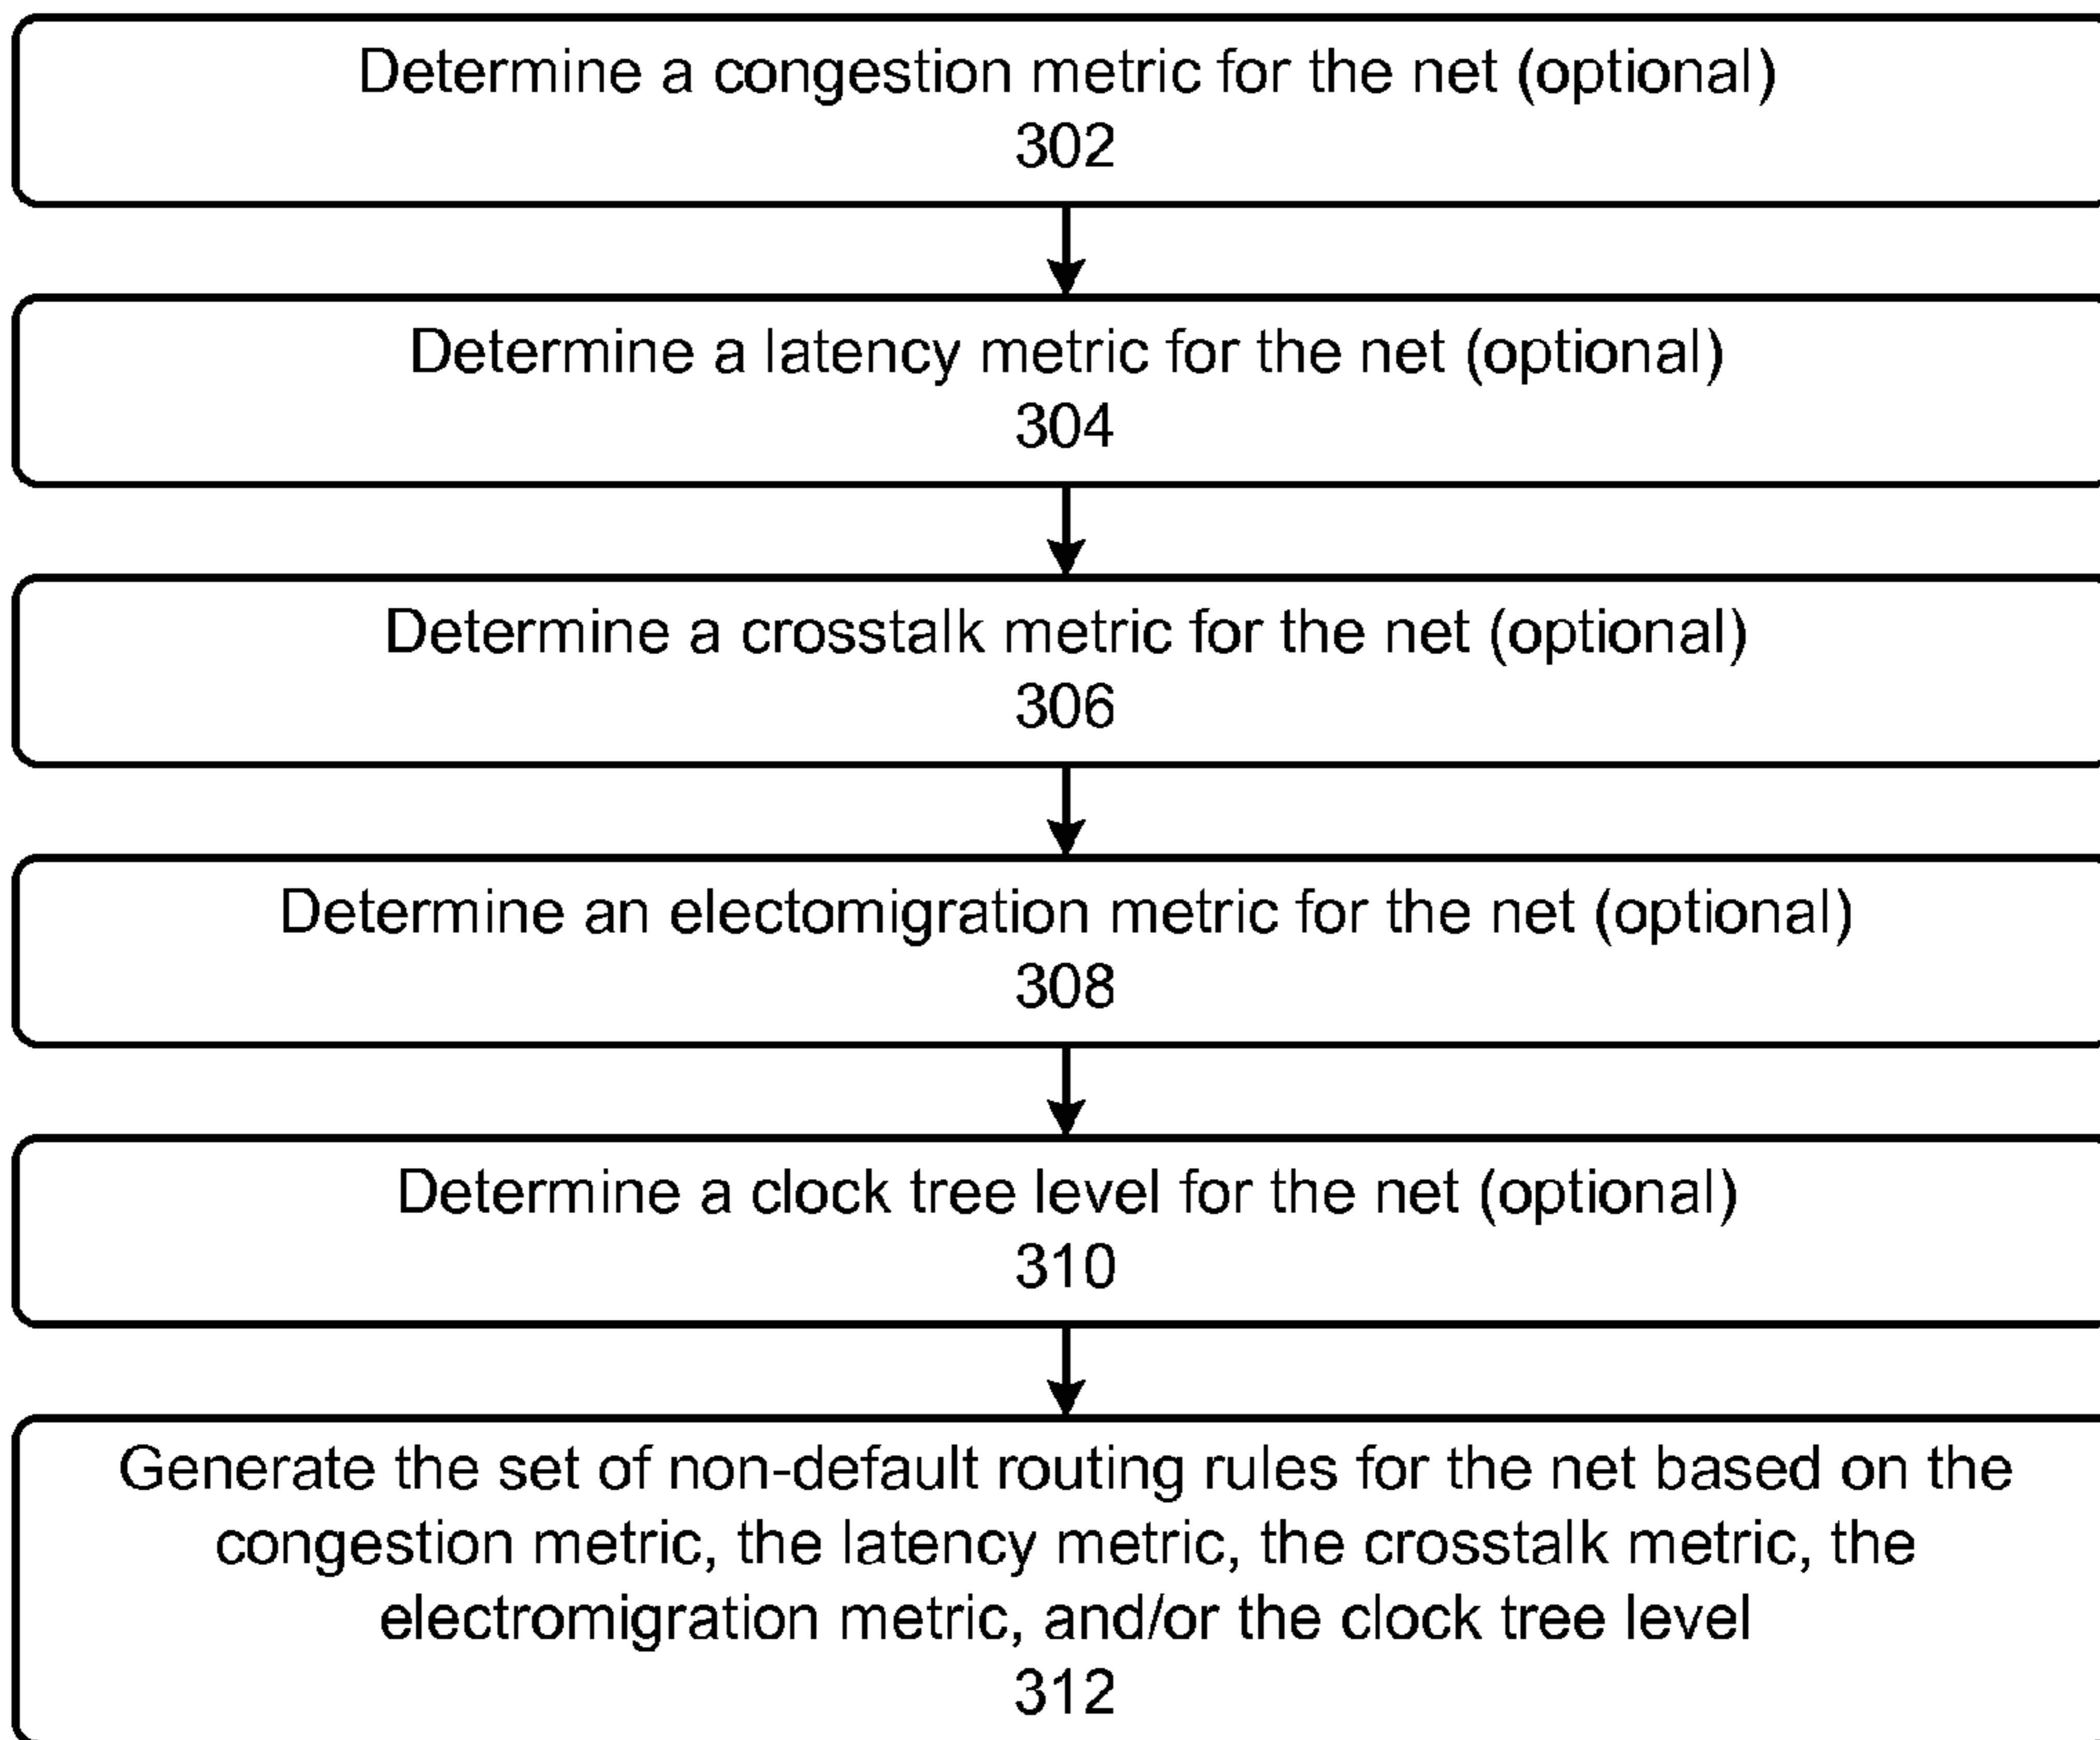 Determine a congestion metric for the net (optional)
302
Determine a latency metric for the net (optional)
304
Determine a crosstalk metric for the net (optional)
306
Determine an electomigration metric for the net (optional)
308
Determine a clock tree level for the net (optional)
310
Generate the set of non-default routing rules for the net based on the
congestion metric, the latency metric, the crosstalk metric, the
electromigration metric, and/or the clock tree level
312